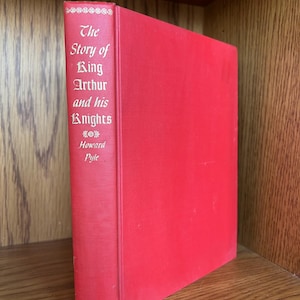 The
Story of
King
Arthur
and his
Knights
Howard
Pyle